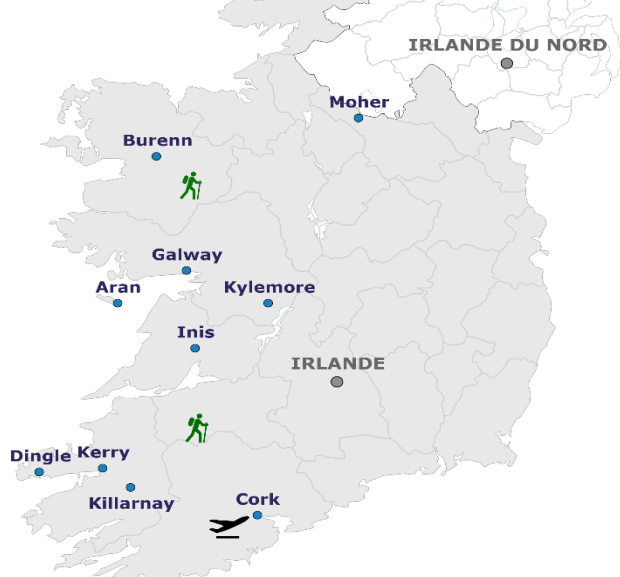 IRLANDE DU NORD
Moher
Burenn
Galway
Aran
Kylemore
Inis
IRLANDE
Dingle
Kerry
Killarnay
Cork